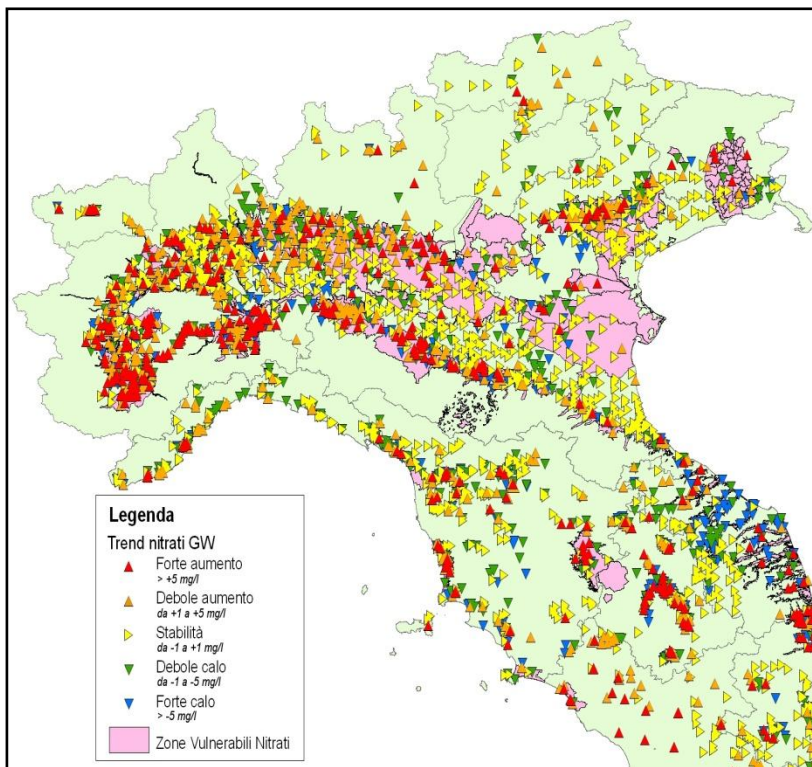 Legenda
Trend nitrati GW
Forte aumento
> +5 mg/l
Debole aumento
da +1 a +5 mg/l
Stabilità
da -1 a +1 mg/l
Debole calo
da -1 a -5 mg/l
Forte calo
> -5 mg/l
Zone Vulnerabili Nitrati